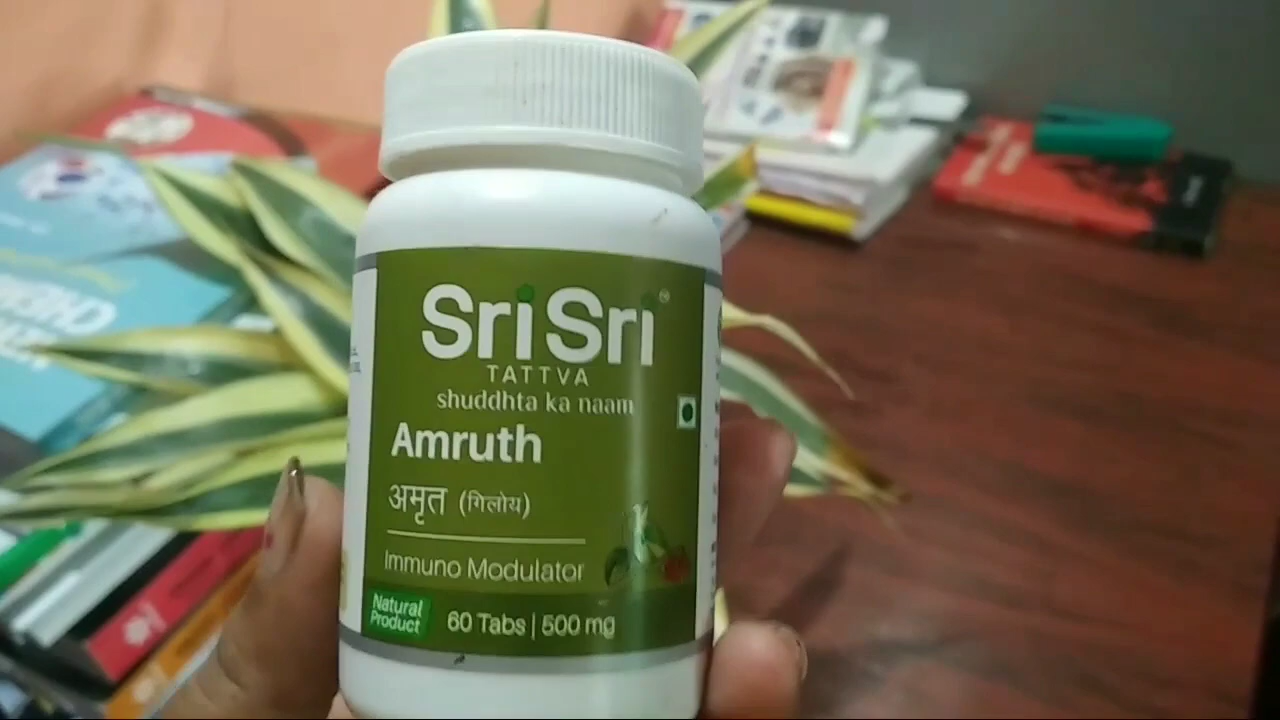 SriSri
TATTVA
shuddhta ka naam
Amruth
अमृत (गिलोय)
Immuno Modulator
Natural
Product
60 Tabs | 500 mg